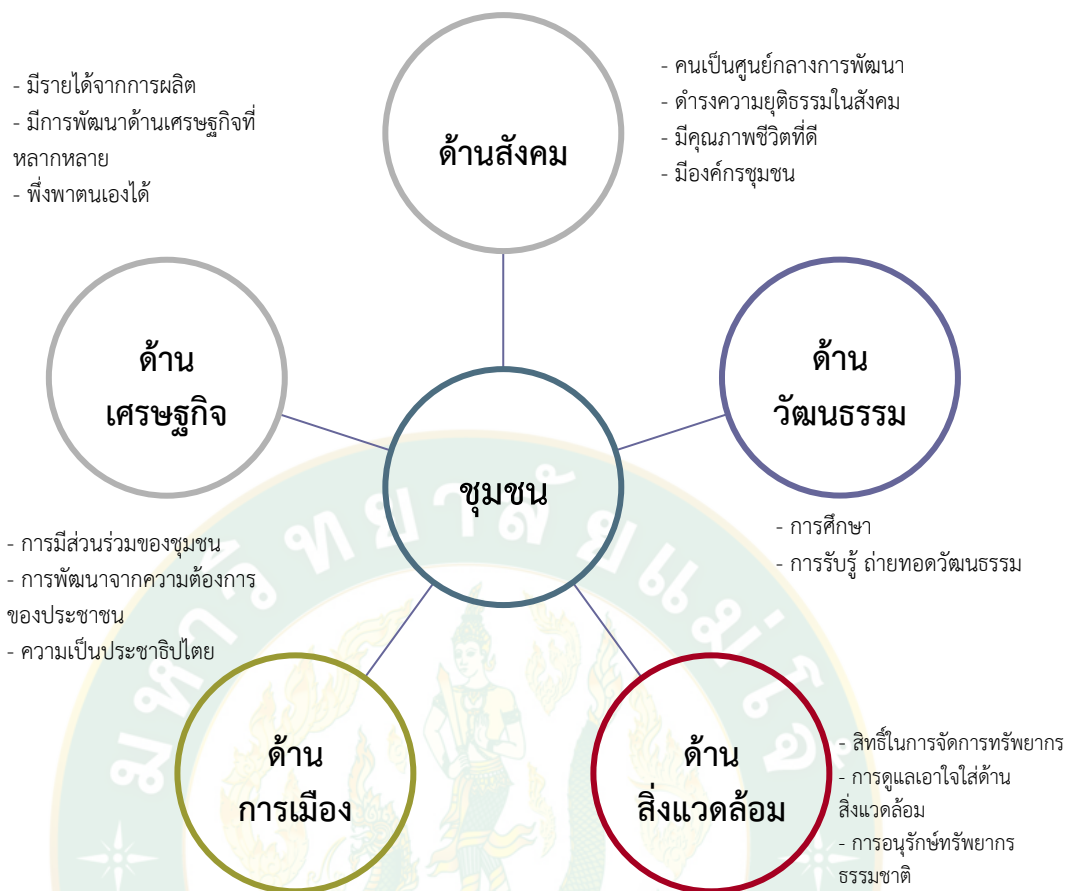 - มีรายได้จากการผลิต
- มีการพัฒนาด้านเศรษฐกิจที่
หลากหลาย
- พึ่งพาตนเองได้
ด้านสังคม
- คนเป็นศูนย์กลางการพัฒนา
- ดำรงความยุติธรรมในสังคม
- มีคุณภาพชีวิตที่ดี
- มีองค์กรชุมชน
ด้าน
เศรษฐกิจ
ด้าน
วัฒนธรรม
ชุมชน
- การมีส่วนร่วมของชุมชน
- การพัฒนาจากความต้องการ
ของประชาชน
- ความเป็นประชาธิปไตย
- การศึกษา
- การรับรู้ ถ่ายทอดวัฒนธรรม
ด้าน
การเมือง
ด้าน
สิ่งแวดล้อม
- สิทธิ์ในการจัดการทรัพยากร
- การดูแลเอาใจใส่ด้าน
สิ่งแวดล้อม
- การอนุรักษ์ทรัพยากร
ธรรมชาติ
มหาวิทยาลัยแม่โจ้